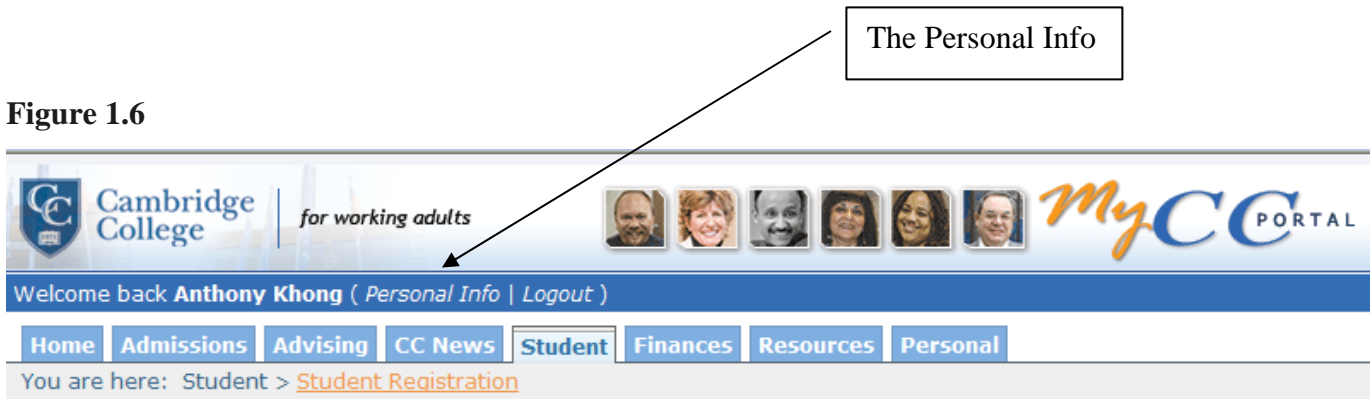 The Personal Info
Figure 1.6
CC
Cambridge College
for working adults
MyCC PORTAL
Welcome back Anthony Khong ( Personal Info | Logout )
Home Admissions Advising CC News Student Finances Resources Personal
You are here: Student > Student Registration